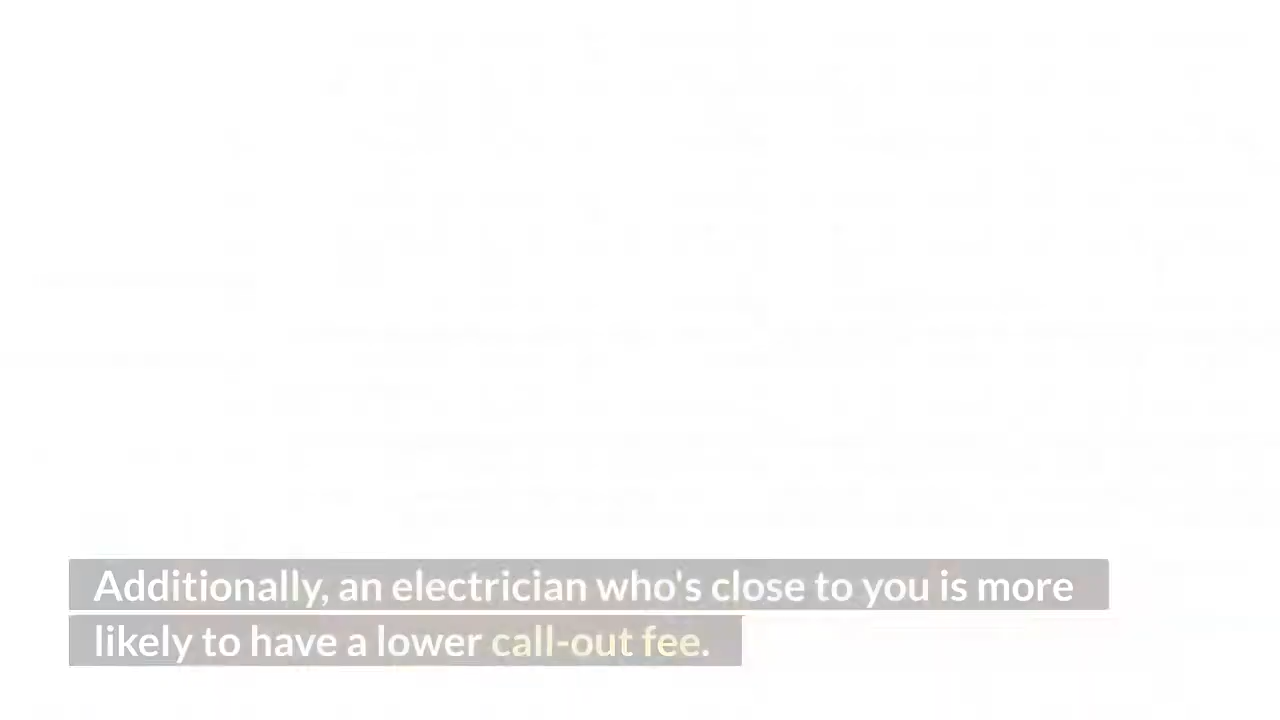 Additionally, an electrician who's close to you is more
likely to have a lower call-out fee.